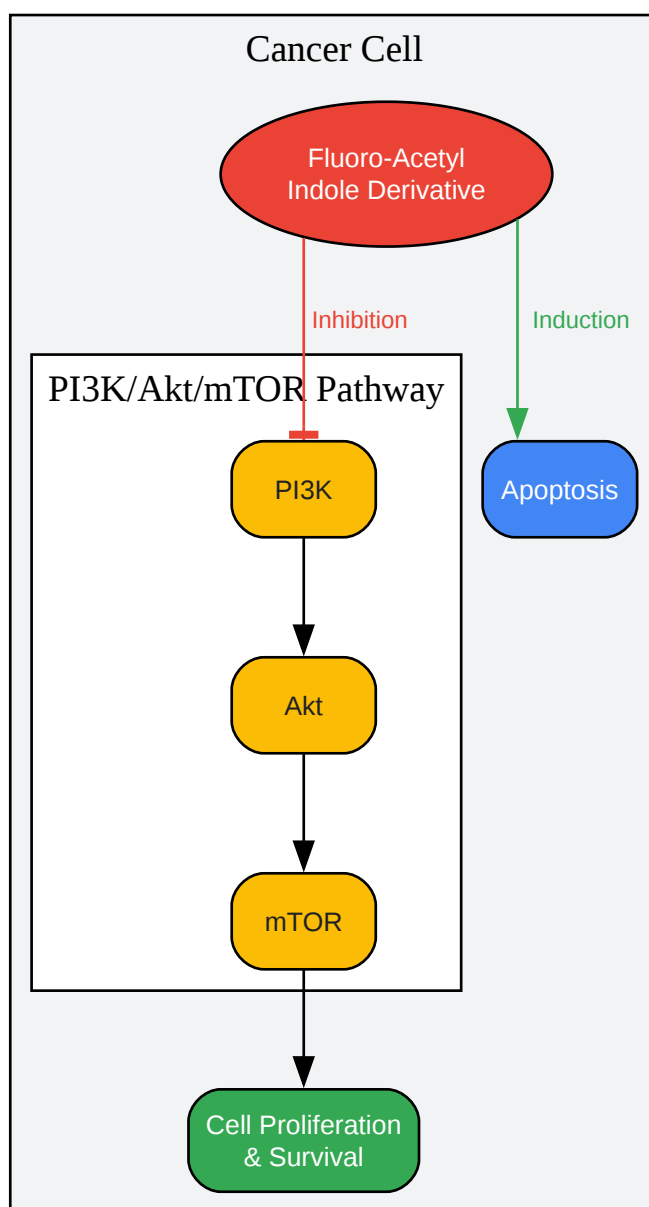 Cancer Cell
Fluoro-Acetyl
Indole Derivative
Inhibition
Induction
PI3K/Akt/mTOR Pathway
PI3K
Apoptosis
Akt
mTOR
Cell Proliferation
& Survival